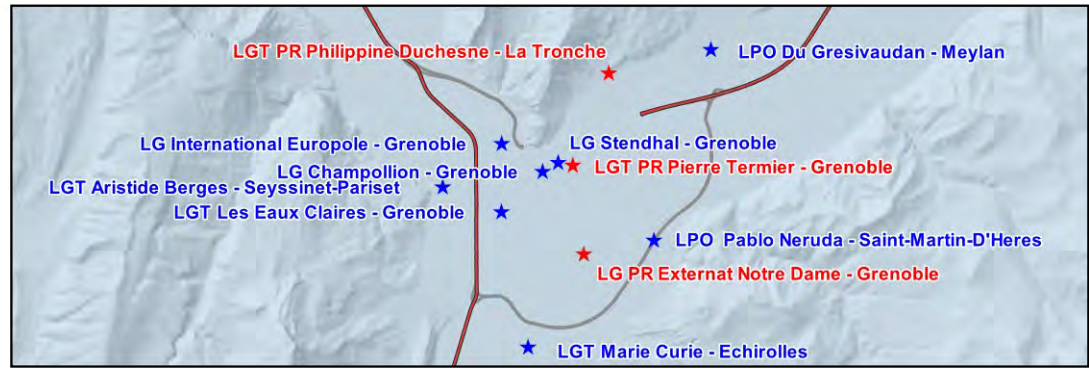 LGT PR Philippine Duchesne - La Tronche
LPO Du Gresivaudan - Meylan
LG International Europole - Grenoble
LG Stendhal - Grenoble
LG Champollion - Grenoble
LGT PR Pierre Termier - Grenoble
LGT Aristide Berges - Seyssinet-Pariset
LGT Les Eaux Claires - Grenoble
LPO Pablo Neruda - Saint-Martin-D'Heres
LG PR Externat Notre Dame - Grenoble
LGT Marie Curie - Echirolles